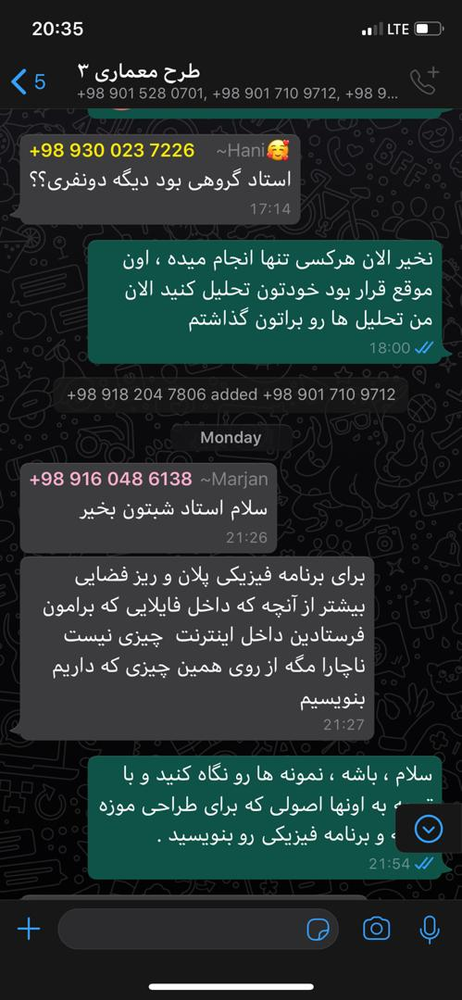 20:35
LTE
5
طرح معماری ۳
+98 901 528 0701, +98 901 710 9712, +98 9...
+98 930 023 7226 ~Hani🥰
استاد گروهی بود دیگه دونفری؟؟
17:14
نخیر الان هرکسی تنها انجام میده ، اون
موقع قرار بود خودتون تحلیل کنید الان
من تحلیل ها رو براتون گذاشتم
18:00
+98 918 204 7806 added +98 901 710 9712
Monday
+98 916 048 6138 ~Marjan
سلام استاد شبتون بخیر
21:26
برای برنامه فیزیکی پلان و ریز فضایی
بیشتر از آنچه که داخل فایلایی که برامون
فرستادین داخل اینترنت چیزی نیست
ناچارا مگه از روی همین چیزی که داریم
بنویسیم
21:27
سلام ، باشه ، نمونه ها رو نگاه کنید و با
به اونها اصولی که برای طراحی موزه
و برنامه فیزیکی رو بنویسید .
21:54